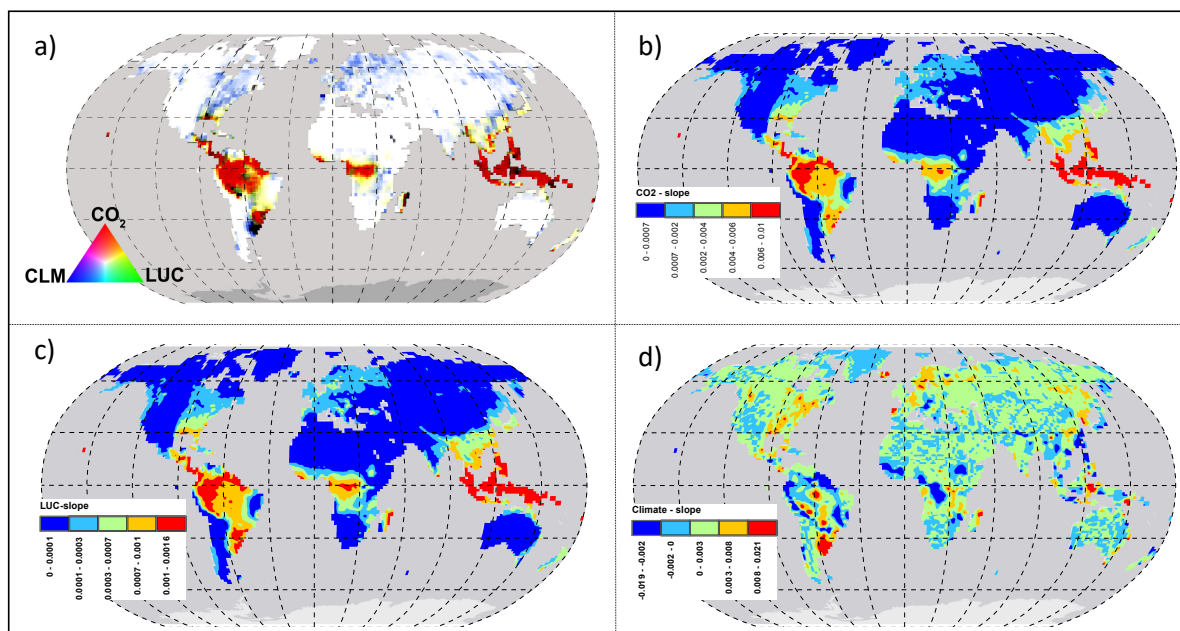 a)
CO2
CLM
LUC
b)
CO2 - slope
0 - 0.0007
0.0007 - 0.002
0.002 - 0.004
0.004 - 0.006
0.006 - 0.01
c)
LUC-slope
0 - 0.0001
0.0001 - 0.0003
0.0003 - 0.0007
0.0007 - 0.001
0.001 - 0.0016
d)
Climate - slope
-0.019 - -0.002
-0.002 - 0
0 - 0.003
0.003 - 0.008
0.008 - 0.021